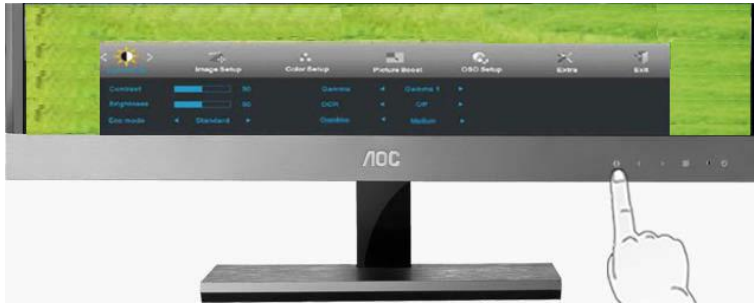 Luminance
Image Setup
Color Setup
Picture Boost
OSD Setup
Extra
Exit
Contrast 50 Gamma Gamma 1
Brightness 50 DCR Off
Eco mode Standard Overdrive Medium
AOC